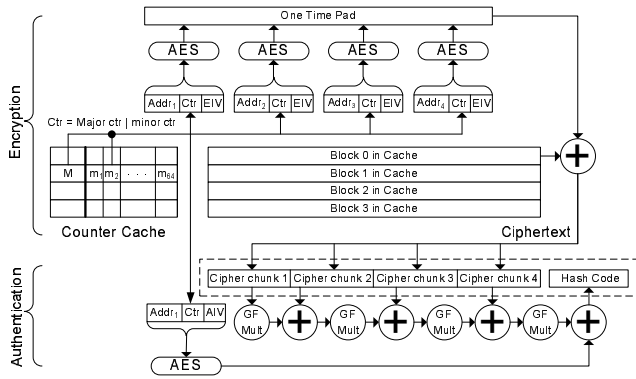 One Time Pad
AES AES AES AES
Addr1 Ctr EIV Addr2 Ctr EIV Addr3 Ctr EIV Addr4 Ctr EIV
Encryption
Ctr = Major ctr | minor ctr
M m1 m2 . . . m64
Counter Cache
Block 0 in Cache
Block 1 in Cache
Block 2 in Cache
Block 3 in Cache
+
Ciphertext
Authentication
Cipher chunk 1 Cipher chunk 2 Cipher chunk 3 Cipher chunk 4 Hash Code
Addr1 Ctr AIV
GF Mult + GF Mult + GF Mult + GF Mult +
AES